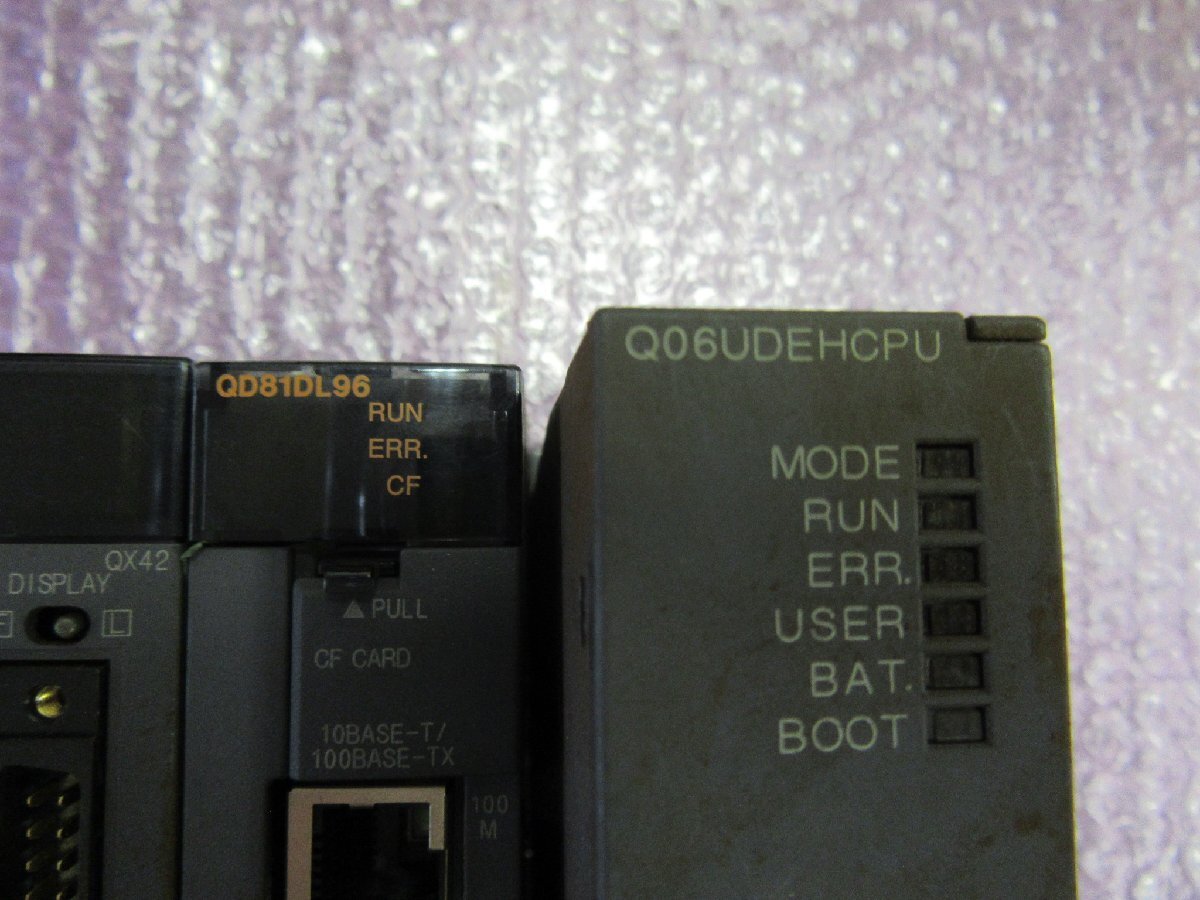 QX42
DISPLAY
F
L
QD81DL96
RUN
ERR.
CF
PULL
CF CARD
10BASE-T/
100BASE-TX
100
M
Q06UDEHCPU
MODE
RUN
ERR.
USER
BAT.
BOOT